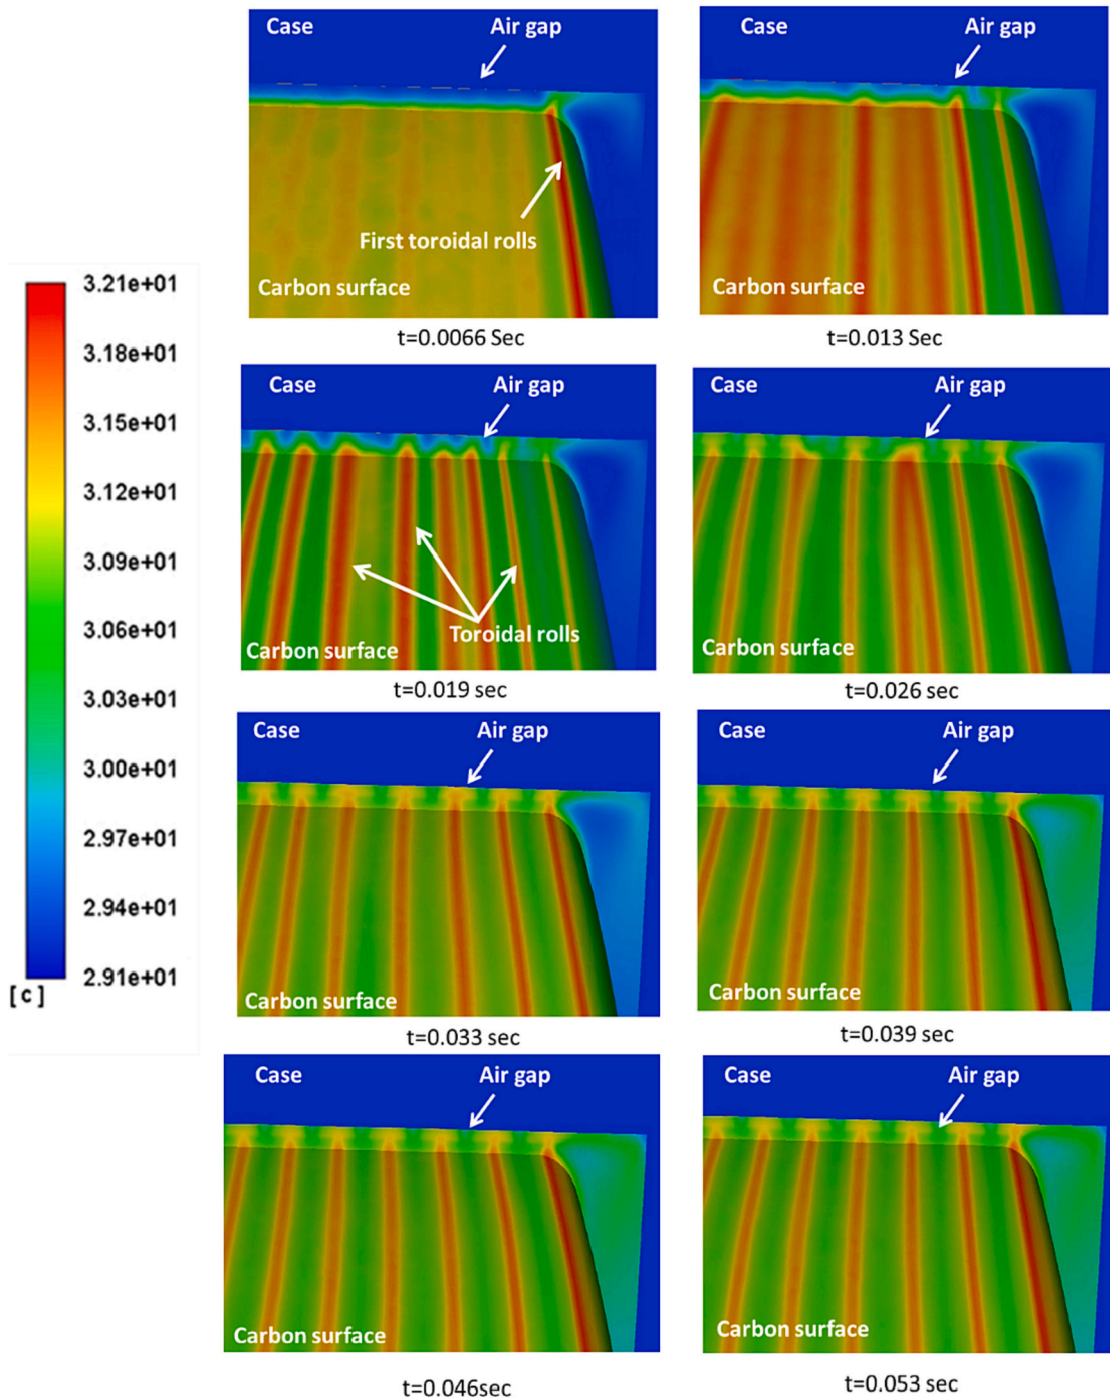 Case
Air gap
First toroidal rolls
Carbon surface
t=0.0066 Sec
Case
Air gap
Carbon surface
t=0.013 Sec
3.21e+01
3.18e+01
3.15e+01
3.12e+01
3.09e+01
3.06e+01
3.03e+01
3.00e+01
2.97e+01
2.94e+01
2.91e+01
[c]
Case
Air gap
Toroidal rolls
Carbon surface
t=0.019 sec
Case
Air gap
Carbon surface
t=0.026 sec
Case
Air gap
Carbon surface
t=0.033 sec
Case
Air gap
Carbon surface
t=0.039 sec
Case
Air gap
Carbon surface
t=0.046sec
Case
Air gap
Carbon surface
t=0.053 sec